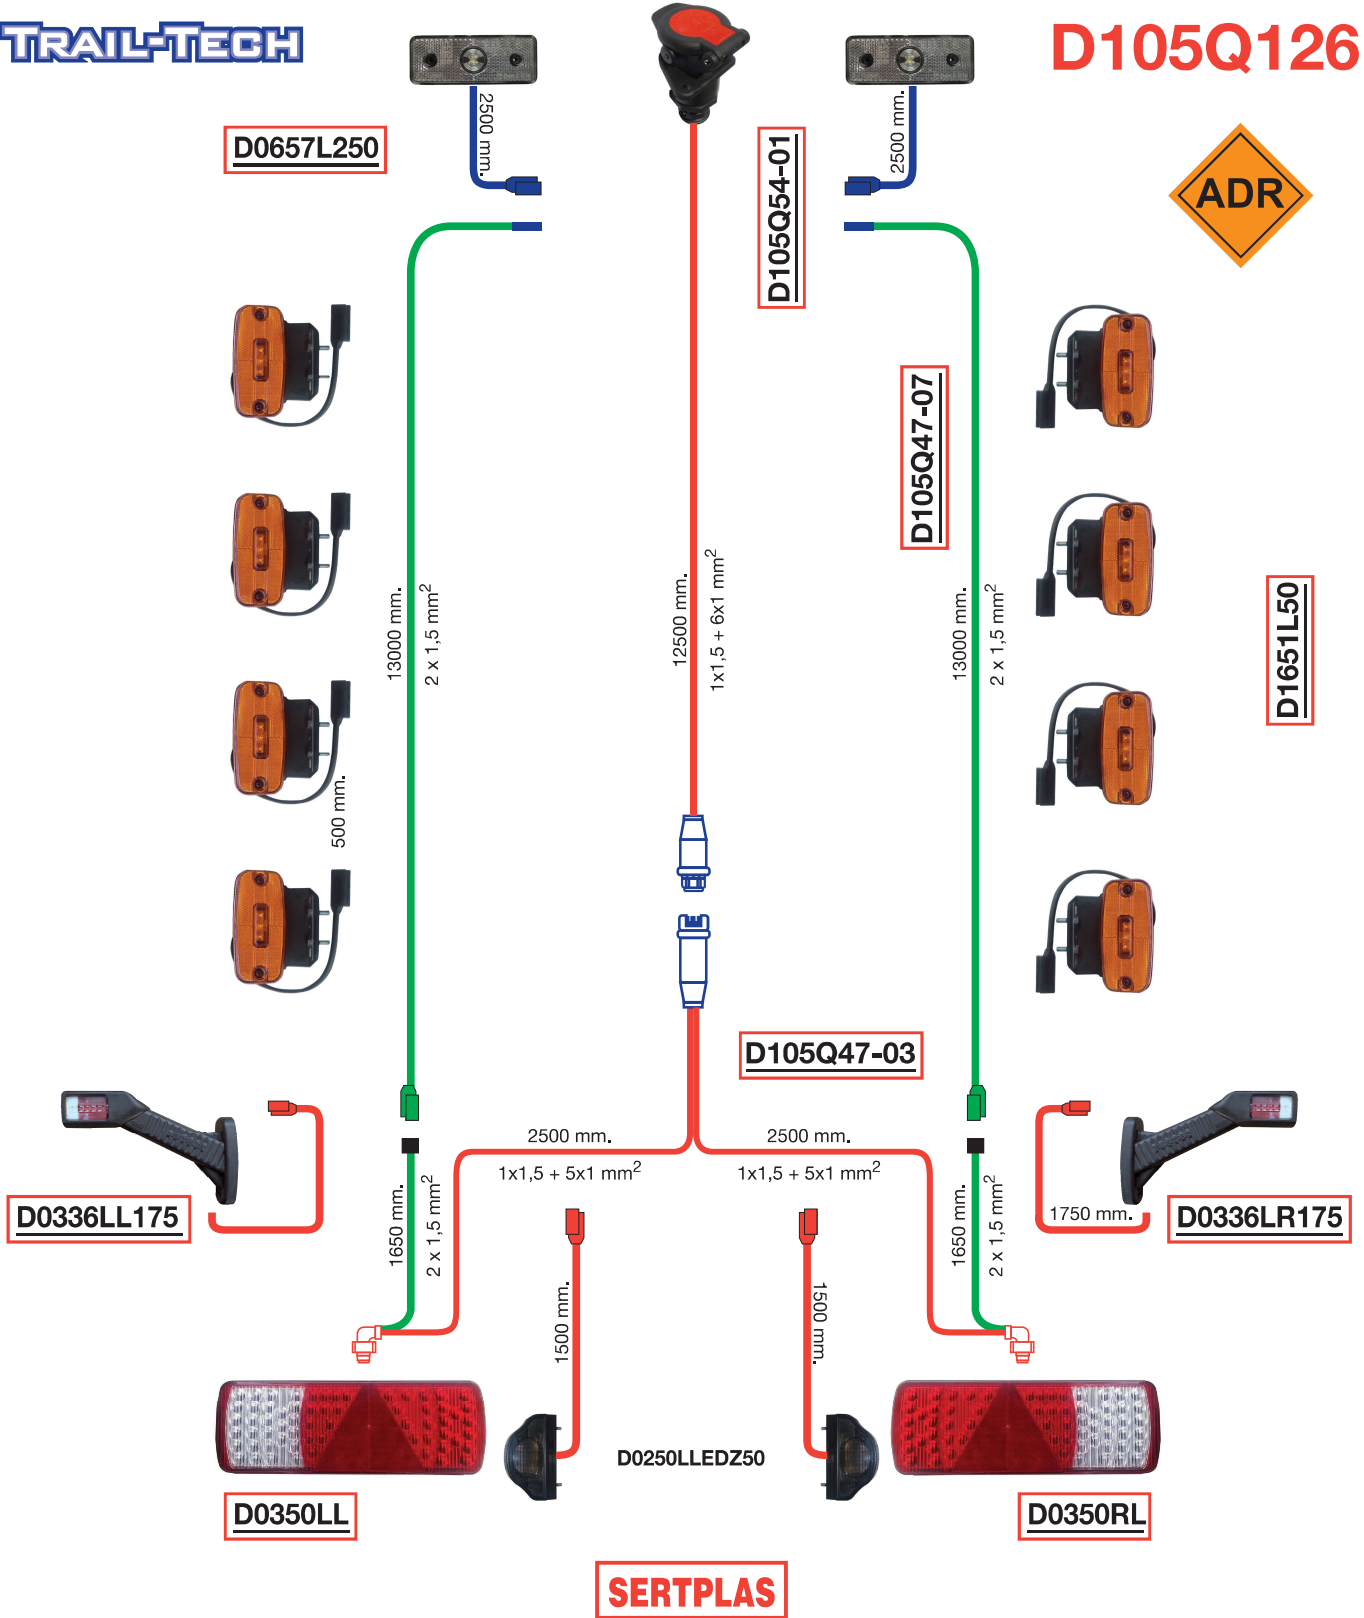 TRAIL-TECH
D105Q126
2500 mm.
2500 mm.
D0657L250
D105Q54-01
ADR
D105Q47-07
13000 mm.
2 x 1,5 mm²
12500 mm.
1x1,5 + 6x1 mm²
13000 mm.
2 x 1,5 mm²
D1651L50
500 mm.
D105Q47-03
2500 mm.
1x1,5 + 5x1 mm²
2500 mm.
1x1,5 + 5x1 mm²
D0336LL175
1650 mm.
2 x 1,5 mm²
1650 mm.
2 x 1,5 mm²
1750 mm.
D0336LR175
1500 mm.
1500 mm.
D0250LLEDZ50
D0350LL
D0350RL
SERTPLAS